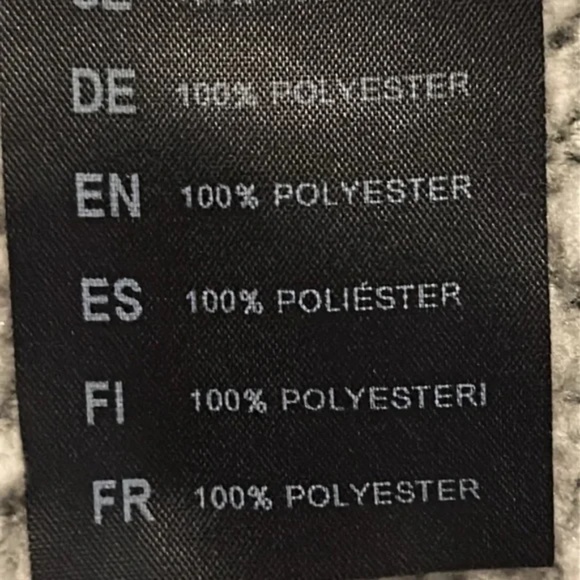 DE 100% POLYESTER
EN 100% POLYESTER
ES 100% POLIÉSTER
FI 100% POLYESTERI
FR 100% POLYESTER